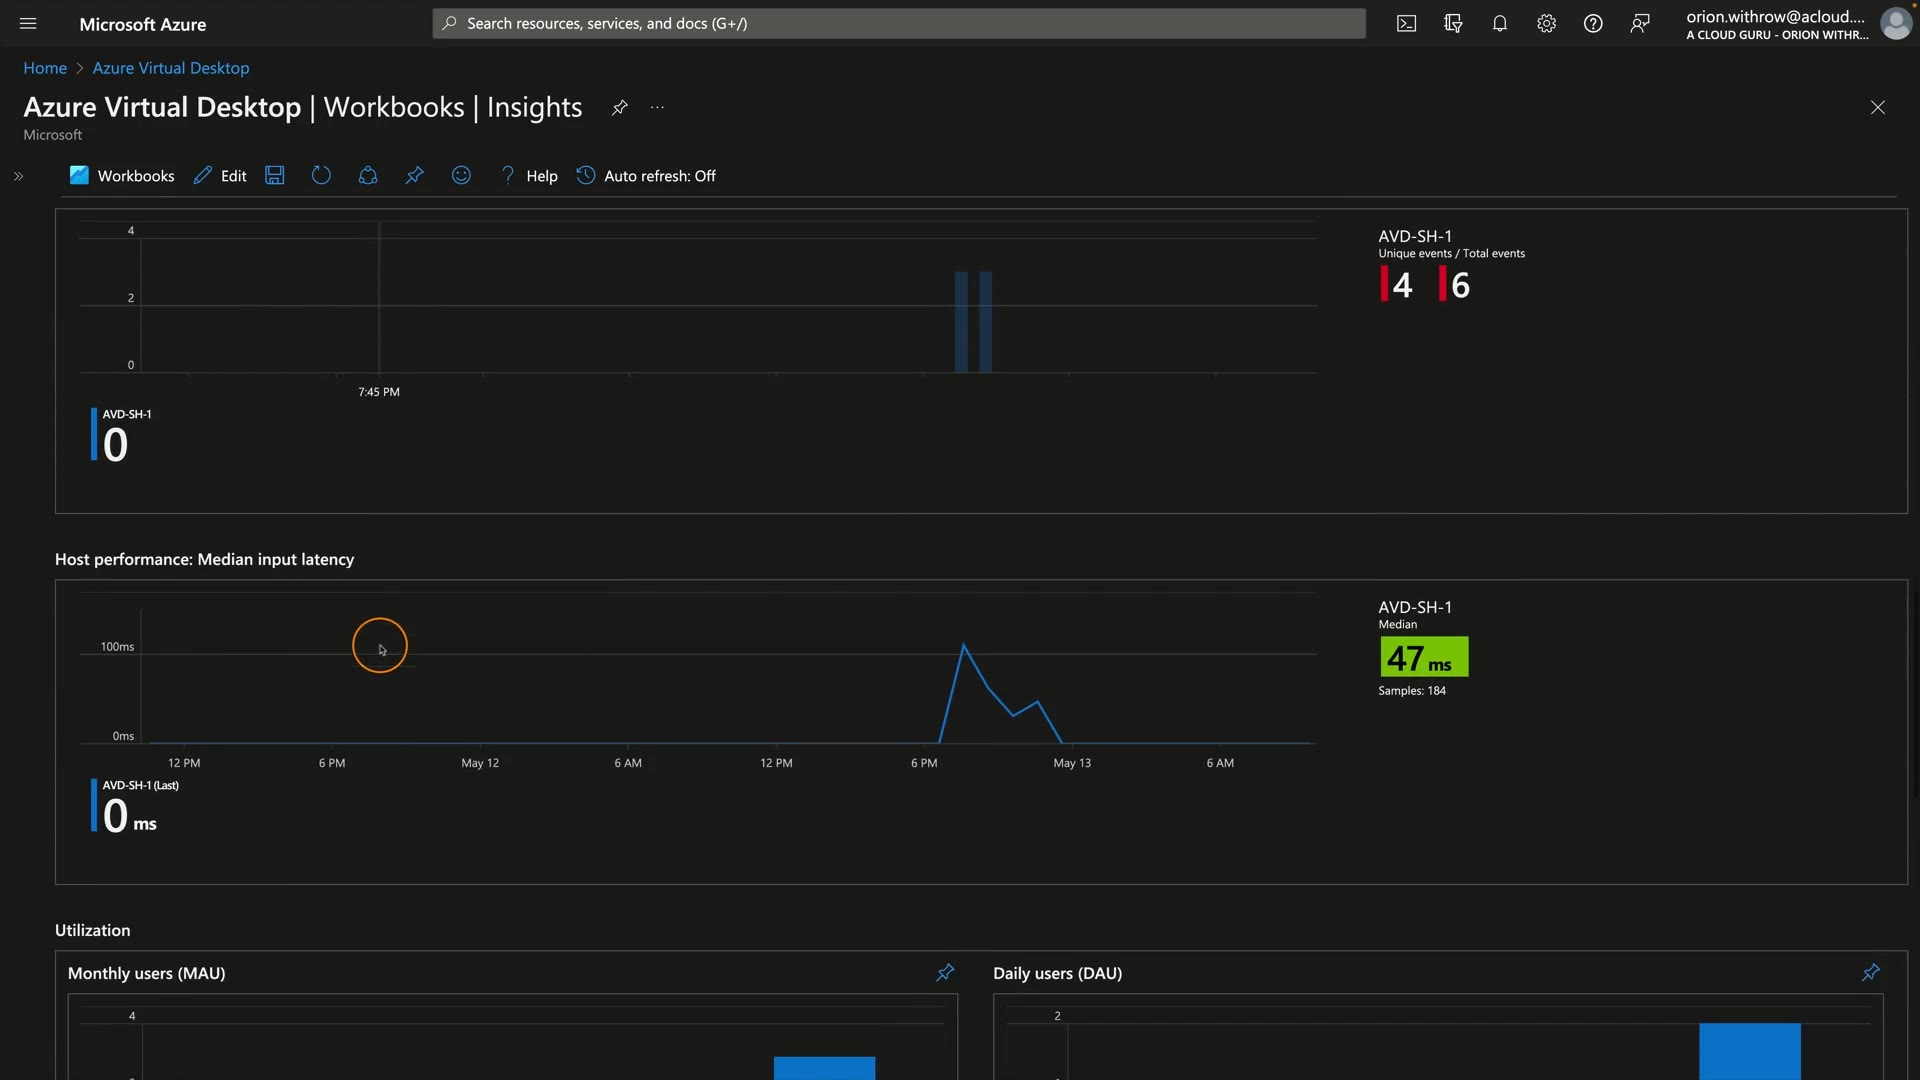 Microsoft Azure
Search resources, services, and docs (G+/)
orion.withrow@acloud....
A CLOUD GURU - ORION WITHR...
Home > Azure Virtual Desktop
Azure Virtual Desktop | Workbooks | Insights
Microsoft
Workbooks
Edit
Help
Auto refresh: Off
4
2
0
7:45 PM
AVD-SH-1
0
AVD-SH-1
Unique events / Total events
4 6
Host performance: Median input latency
100ms
0ms
12 PM 6 PM May 12 6 AM 12 PM 6 PM May 13 6 AM
AVD-SH-1 (Last)
0 ms
AVD-SH-1
Median
47 ms
Samples: 184
Utilization
Monthly users (MAU)
4
Daily users (DAU)
2